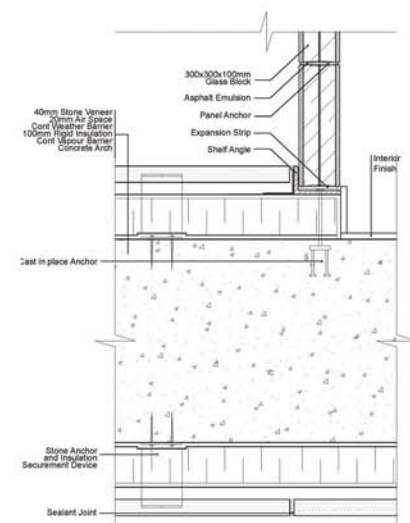 300x300x100mm
Glass Block
Asphalt Emulsion
Panel Anchor
Expansion Strip
Shelf Angle
40mm Stone Veneer
20mm Air Space
Cont Weather Barrier
100mm Rigid Insulation
Cont Vapour Barrier
Concrete Arch
Interior
Finish
Cast in place Anchor
Stone Anchor
and Insulation
Securement Device
Sealant Joint